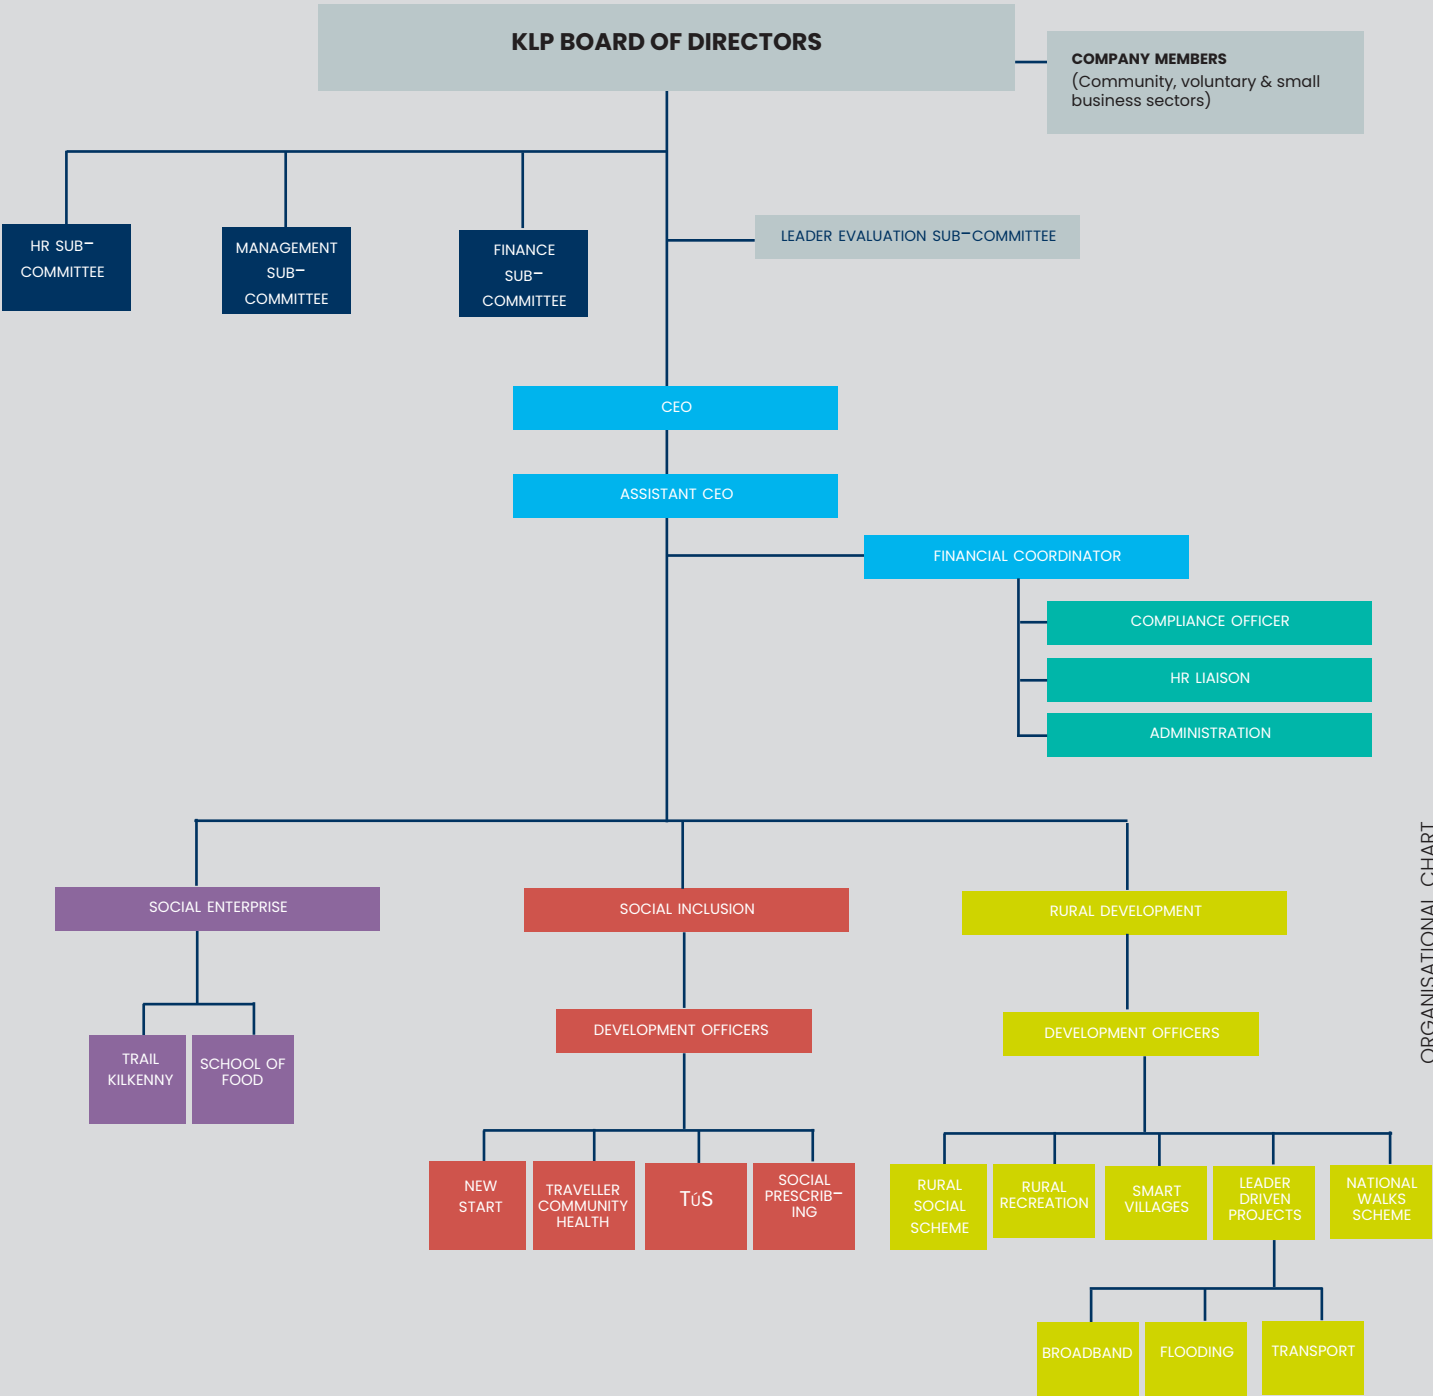 KLP BOARD OF DIRECTORS
COMPANY MEMBERS
(Community, voluntary & small
business sectors)
HR SUB-
COMMITTEE
MANAGEMENT
SUB-
COMMITTEE
FINANCE
SUB-
COMMITTEE
LEADER EVALUATION SUB-COMMITTEE
CEO
ASSISTANT CEO
FINANCIAL COORDINATOR
COMPLIANCE OFFICER
HR LIAISON
ADMINISTRATION
ORGANISATIONAL CHART
SOCIAL ENTERPRISE
SOCIAL INCLUSION
RURAL DEVELOPMENT
DEVELOPMENT OFFICERS
DEVELOPMENT OFFICERS
TRAIL
KILKENNY
SCHOOL OF
FOOD
NEW
START
TRAVELLER
COMMUNITY
HEALTH
TúS
SOCIAL
PRESCRIB-
ING
RURAL
SOCIAL
SCHEME
RURAL
RECREATION
SMART
VILLAGES
LEADER
DRIVEN
PROJECTS
NATIONAL
WALKS
SCHEME
BROADBAND
FLOODING
TRANSPORT